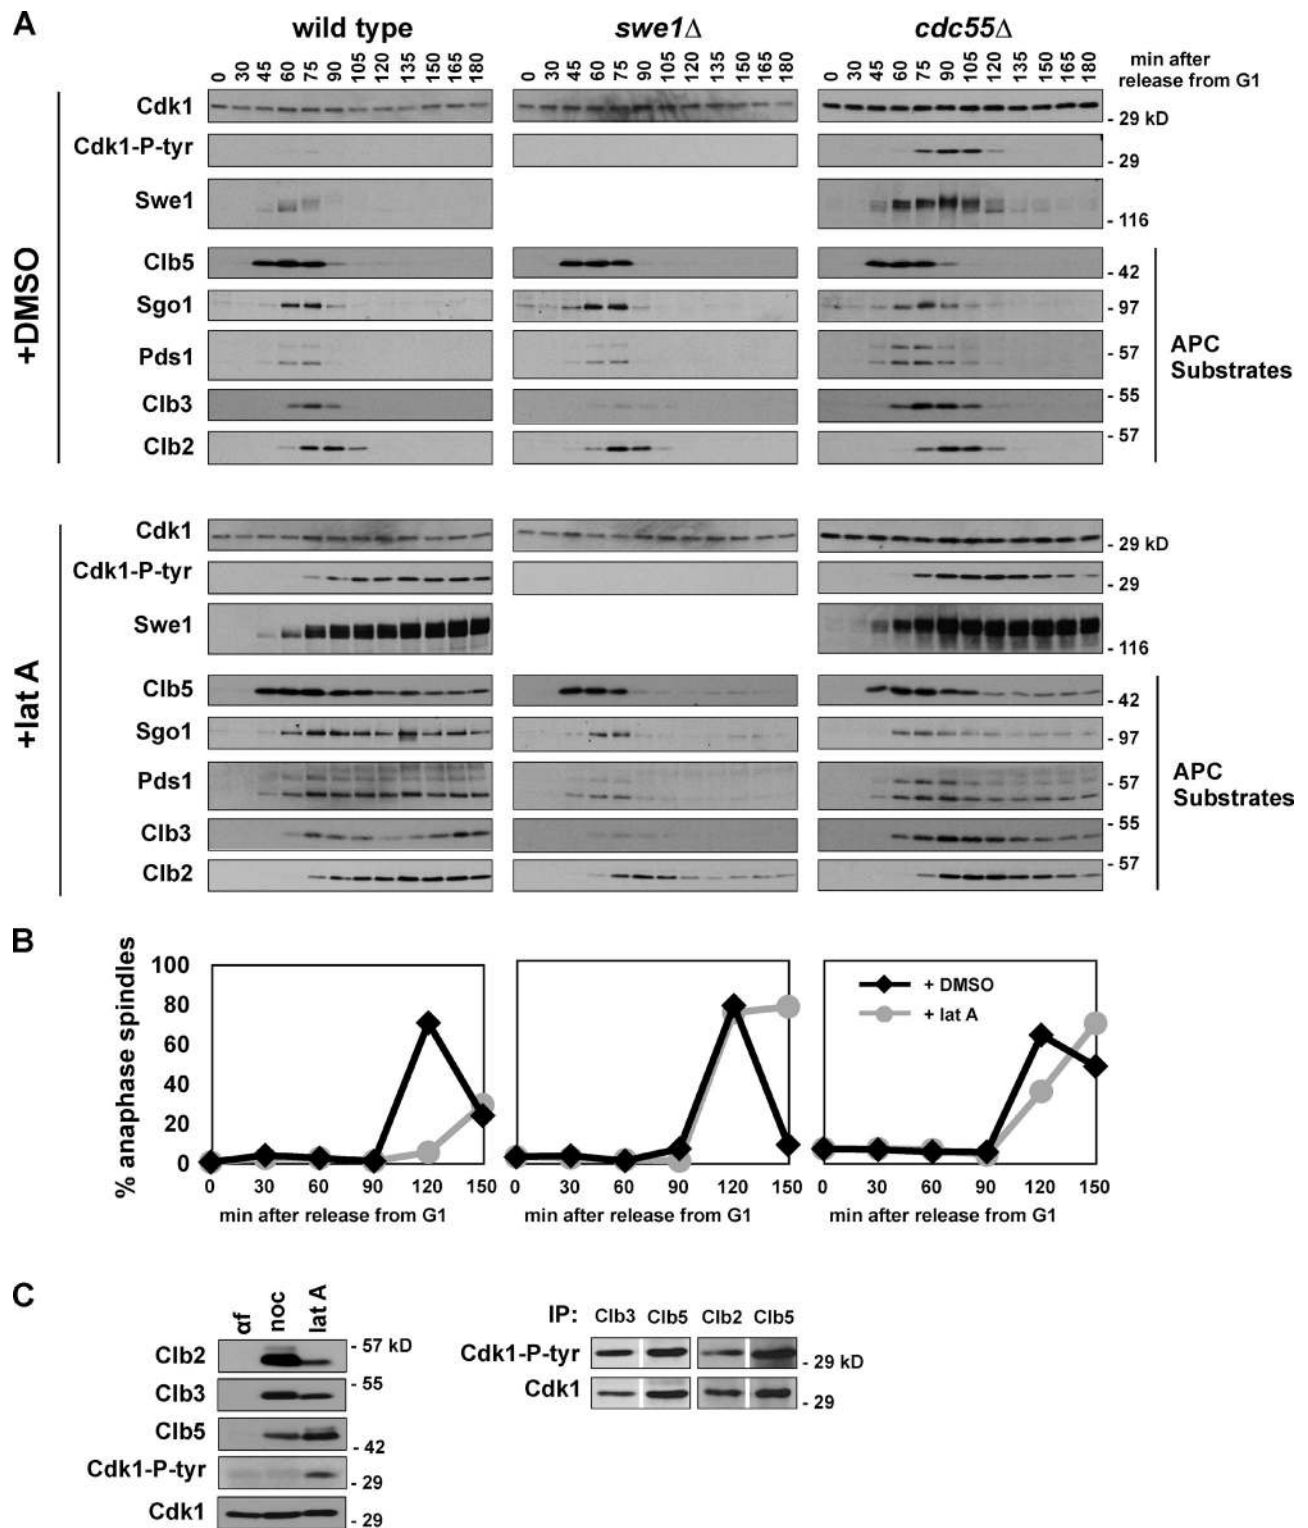 A
wild type
swe1Δ
cdc55Δ
0 30 45 60 75 90 105 120 135 150 165 180
0 30 45 60 75 90 105 120 135 150 165 180
0 30 45 60 75 90 105 120 135 150 165 180
min after
release from G1
+DMSO
Cdk1
- 29 kD
Cdk1-P-tyr
- 29
Swe1
- 116
Clb5
- 42
Sgo1
- 97
Pds1
- 57
Clb3
- 55
Clb2
- 57
APC
Substrates
+lat A
Cdk1
- 29 kD
Cdk1-P-tyr
- 29
Swe1
- 116
Clb5
- 42
Sgo1
- 97
Pds1
- 57
Clb3
- 55
Clb2
- 57
APC
Substrates
B
% anaphase spindles
100
80
60
40
20
0
0 30 60 90 120 150
min after release from G1
0 30 60 90 120 150
min after release from G1
+ DMSO
+ lat A
0 30 60 90 120 150
min after release from G1
C
αf noc lat A
Clb2
- 57 kD
Clb3
- 55
Clb5
- 42
Cdk1-P-tyr
- 29
Cdk1
- 29
IP: Clb3 Clb5 Clb2 Clb5
Cdk1-P-tyr
- 29 kD
Cdk1
- 29